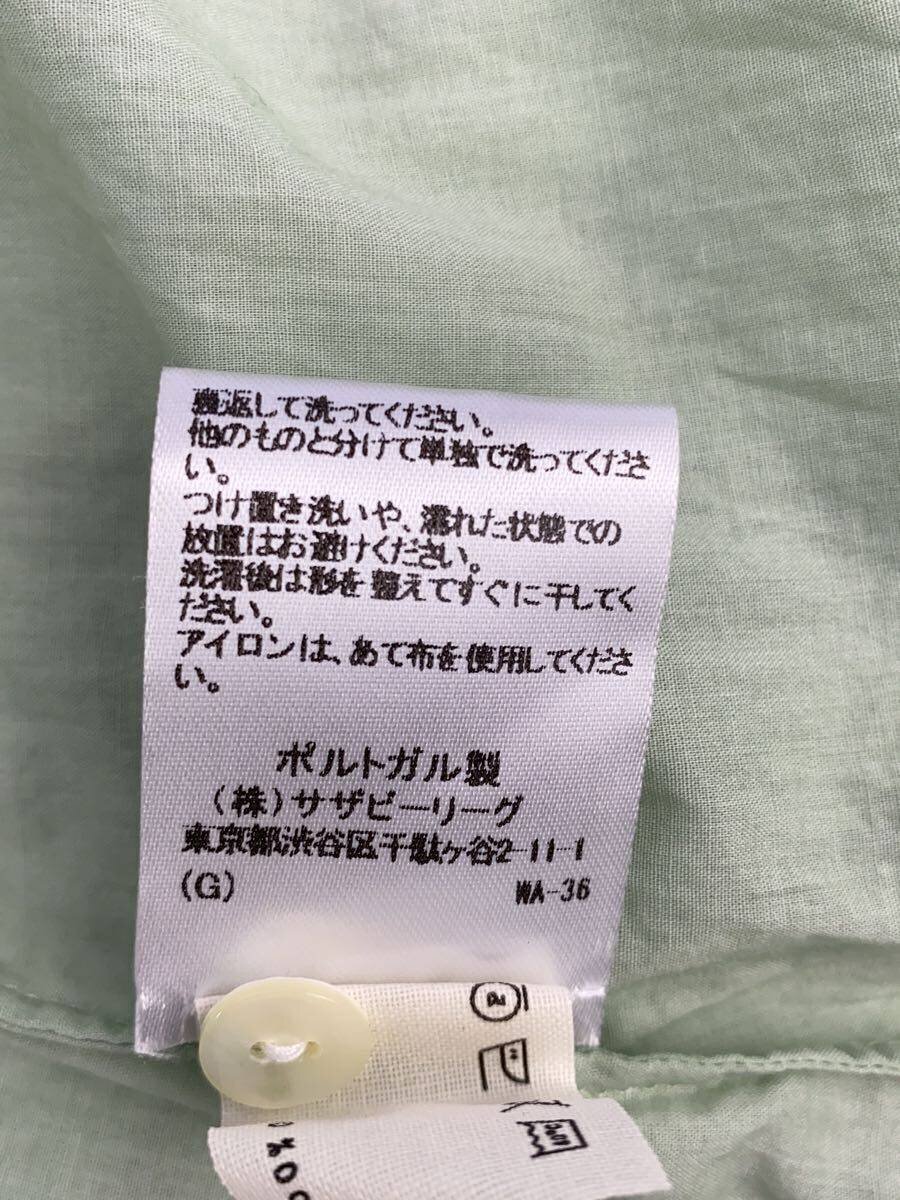 裏返して洗ってください。
他のものと分けて単独で洗ってくださ
い。
つけ置き洗いや、濡れた状態での
放置はお避けください。
洗濯後は形を整えてすぐに干してく
ださい。
アイロンは、あて布を使用してくださ
い。
ポルトガル製
(株)サザビーリーグ
東京都渋谷区千駄ヶ谷2-11-1
(G) WA-36